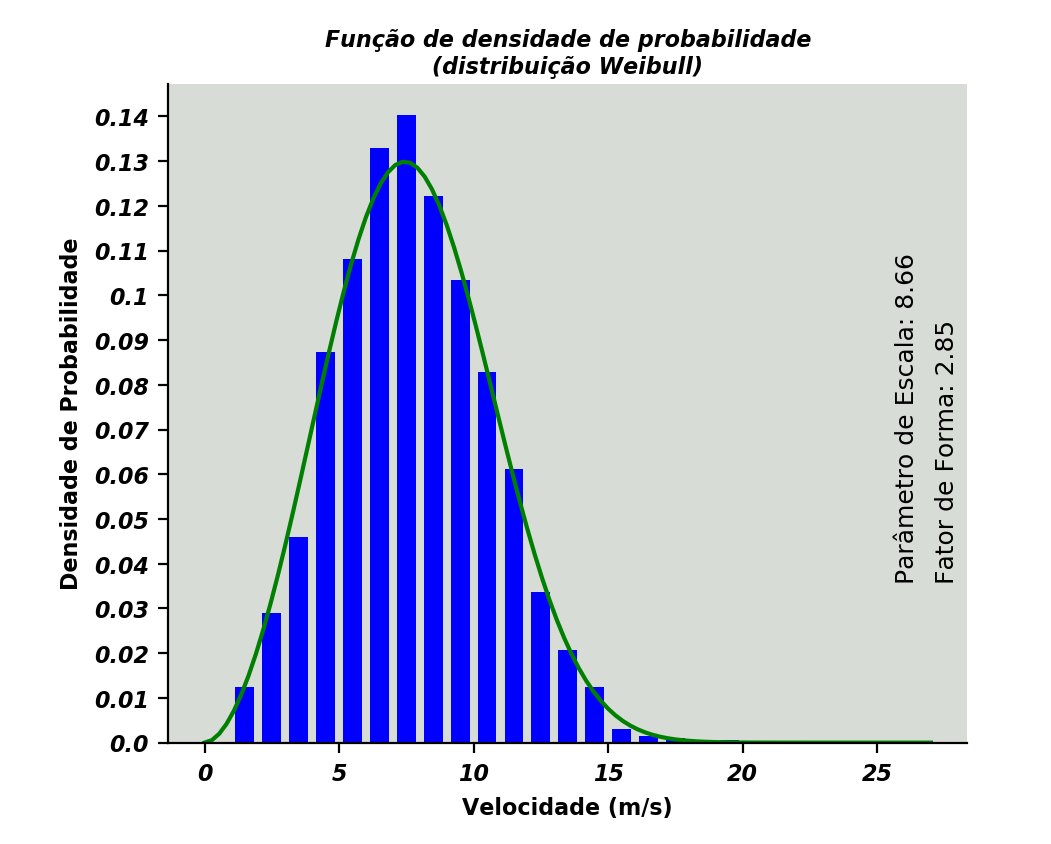 Função de densidade de probabilidade
(distribuição Weibull)
0.14
0.13
0.12
0.11
0.1
0.09
0.08
0.07
0.06
0.05
0.04
0.03
0.02
0.01
0.0
Densidade de Probabilidade
0 5 10 15 20 25
Velocidade (m/s)
Parâmetro de Escala: 8.66
Fator de Forma: 2.85